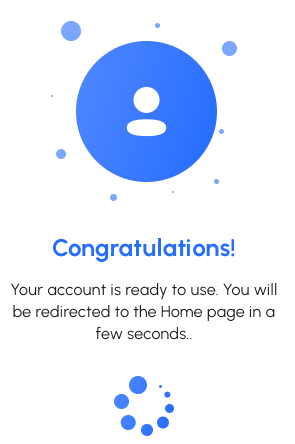 Congratulations!
Your account is ready to use. You will
be redirected to the Home page in a
few seconds..